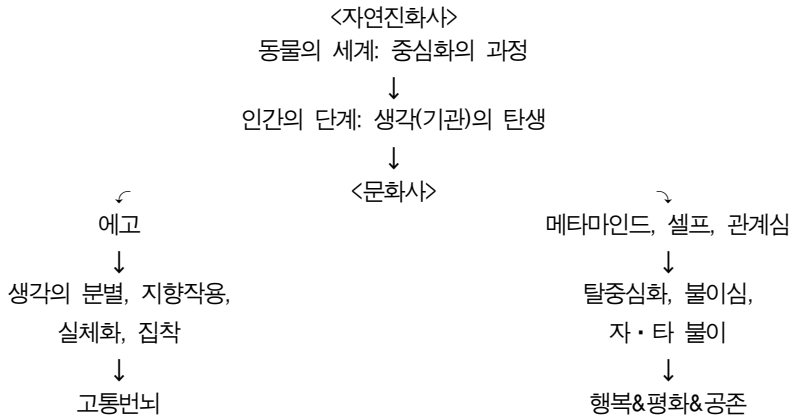 <자연진화사>
동물의 세계: 중심화의 과정
↓
인간의 단계: 생각(기관)의 탄생
↓
<문화사>
에고
↓
생각의 분별, 지향작용,
실체화, 집착
↓
고통번뇌
메타마인드, 셀프, 관계심
↓
탈중심화, 불이심,
자・타 불이
↓
행복&평화&공존